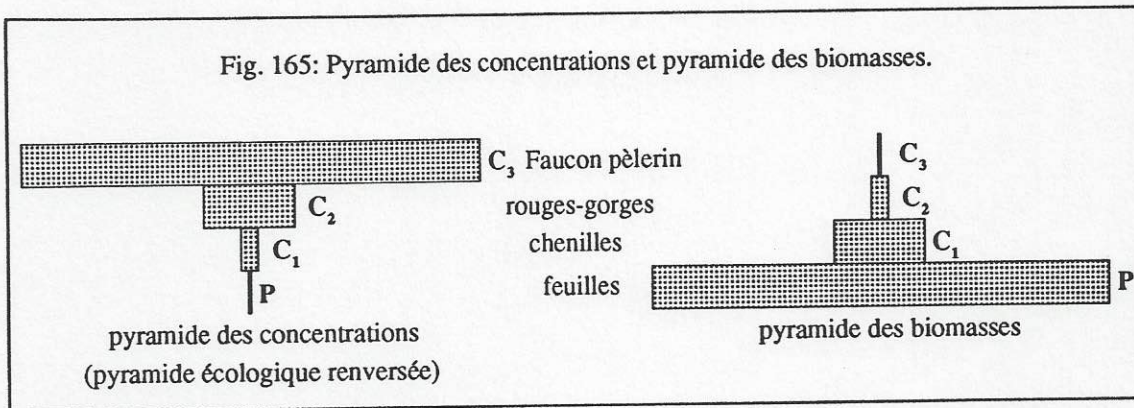 Fig. 165: Pyramide des concentrations et pyramide des biomasses.
C₃ Faucon pèlerin
C₂ rouges-gorges
C₁ chenilles
P feuilles
pyramide des concentrations
(pyramide écologique renversée)
C₃
C₂
C₁
P
pyramide des biomasses